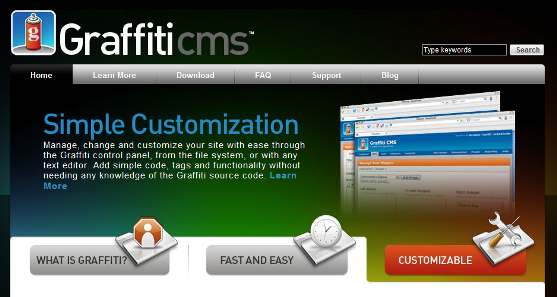 g Graffiti cms™
Type keywords
Search
Home Learn More Download FAQ Support Blog
Simple Customization
Manage, change and customize your site with ease through
the Graffiti control panel, from the file system, or with any
text editor. Add simple code, tags and functionality without
needing any knowledge of the Graffiti source code. Learn
More
Graffiti CMS
WHAT IS GRAFFITI?
FAST AND EASY
CUSTOMIZABLE